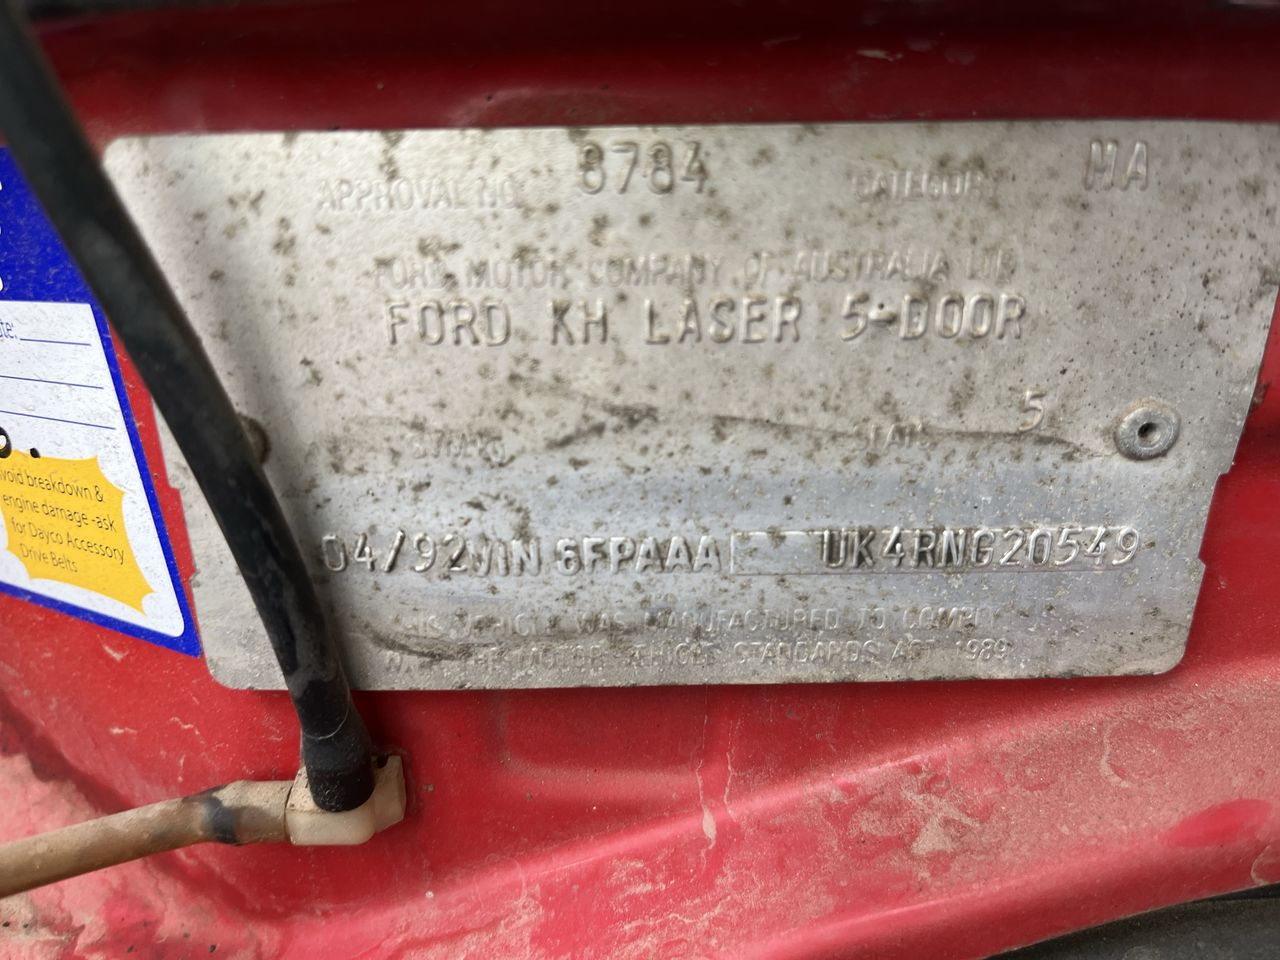 APPROVAL NO. 8784 CATEGORY MA
FORD MOTOR COMPANY OF AUSTRALIA LTD
FORD KH LASER 5-DOOR
SEATS 5
04/92 VIN 6FPAAA UK4RNG20549
THIS VEHICLE WAS MANUFACTURED TO COMPLY
WITH THE MOTOR VEHICLE STANDARDS ACT 1989
avoid breakdown &
engine damage -ask
for Dayco Accessory
Drive Belts